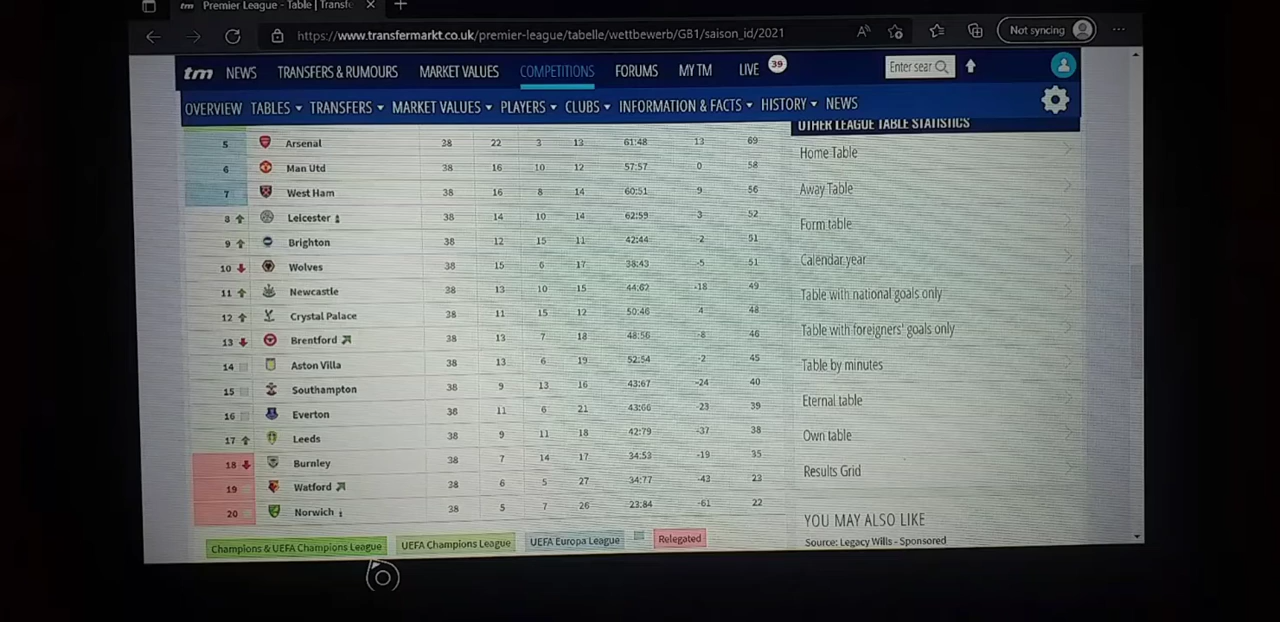 tm Premier League - Table | Transf
https://www.transfermarkt.co.uk/premier-league/tabelle/wettbewerb/GB1/saison_id/2021 Not syncing
tm NEWS TRANSFERS & RUMOURS MARKET VALUES COMPETITIONS FORUMS MY TM LIVE 39 Enter sear
OVERVIEW TABLES TRANSFERS MARKET VALUES PLAYERS CLUBS INFORMATION & FACTS HISTORY NEWS
OTHER LEAGUE TABLE STATISTICS
5 Arsenal 38 22 3 13 61:48 13 69
6 Man Utd 38 16 10 12 57:57 0 58
7 West Ham 38 16 8 14 60:51 9 56
8 Leicester 38 14 10 14 62:59 3 52
9 Brighton 38 12 15 11 42:44 -2 51
10 Wolves 38 15 6 17 38:43 -5 51
11 Newcastle 38 13 10 15 44:62 -18 49
12 Crystal Palace 38 11 15 12 50:46 4 48
13 Brentford 38 13 7 18 48:56 -8 46
14 Aston Villa 38 13 6 19 52:54 -2 45
15 Southampton 38 9 13 16 43:67 -24 40
16 Everton 38 11 6 21 43:66 -23 39
17 Leeds 38 9 11 18 42:79 -37 38
18 Burnley 38 7 14 17 34:53 -19 35
19 Watford 38 6 5 27 34:77 -43 23
20 Norwich 38 5 7 26 23:84 -61 22
Champions & UEFA Champions League UEFA Champions League UEFA Europa League Relegated
Home Table
Away Table
Form table
Calendar year
Table with national goals only
Table with foreigners' goals only
Table by minutes
Eternal table
Own table
Results Grid
YOU MAY ALSO LIKE
Source: Legacy Wills - Sponsored